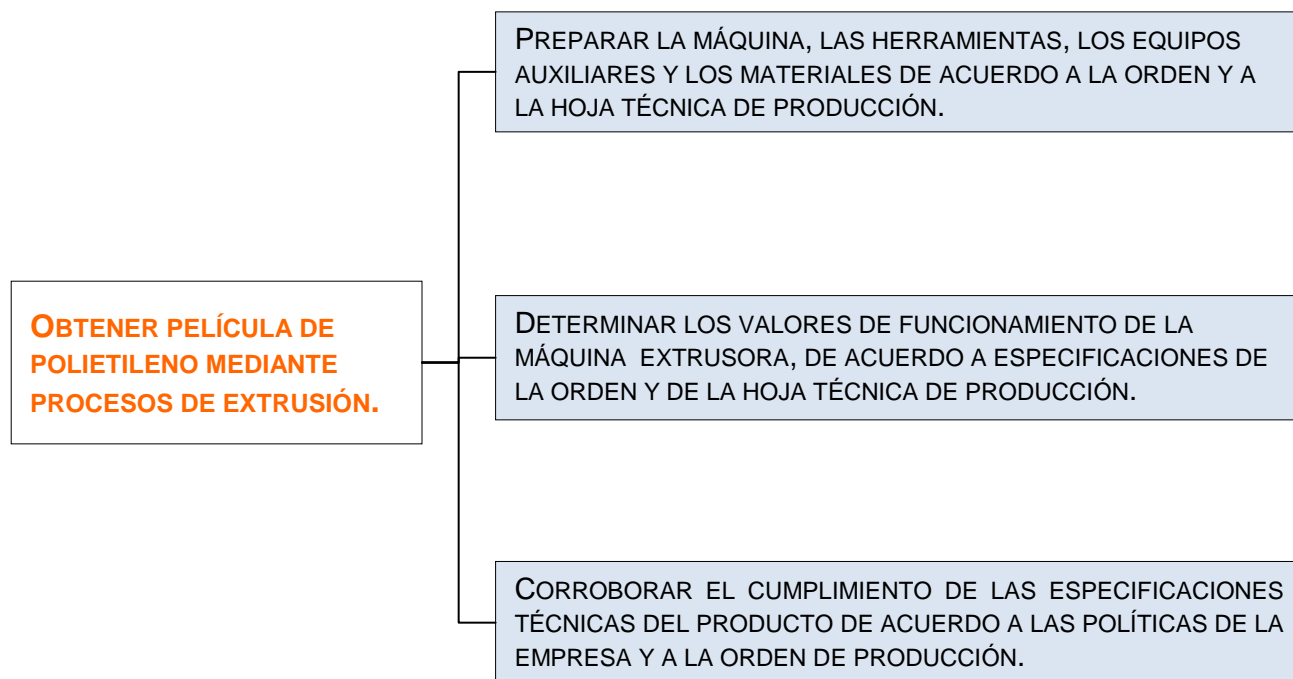 PREPARAR LA MÁQUINA, LAS HERRAMIENTAS, LOS EQUIPOS
AUXILIARES Y LOS MATERIALES DE ACUERDO A LA ORDEN Y A
LA HOJA TÉCNICA DE PRODUCCIÓN.
OBTENER PELÍCULA DE
POLIETILENO MEDIANTE
PROCESOS DE EXTRUSIÓN.
DETERMINAR LOS VALORES DE FUNCIONAMIENTO DE LA
MÁQUINA EXTRUSORA, DE ACUERDO A ESPECIFICACIONES DE
LA ORDEN Y DE LA HOJA TÉCNICA DE PRODUCCIÓN.
CORROBORAR EL CUMPLIMIENTO DE LAS ESPECIFICACIONES
TÉCNICAS DEL PRODUCTO DE ACUERDO A LAS POLÍTICAS DE LA
EMPRESA Y A LA ORDEN DE PRODUCCIÓN.